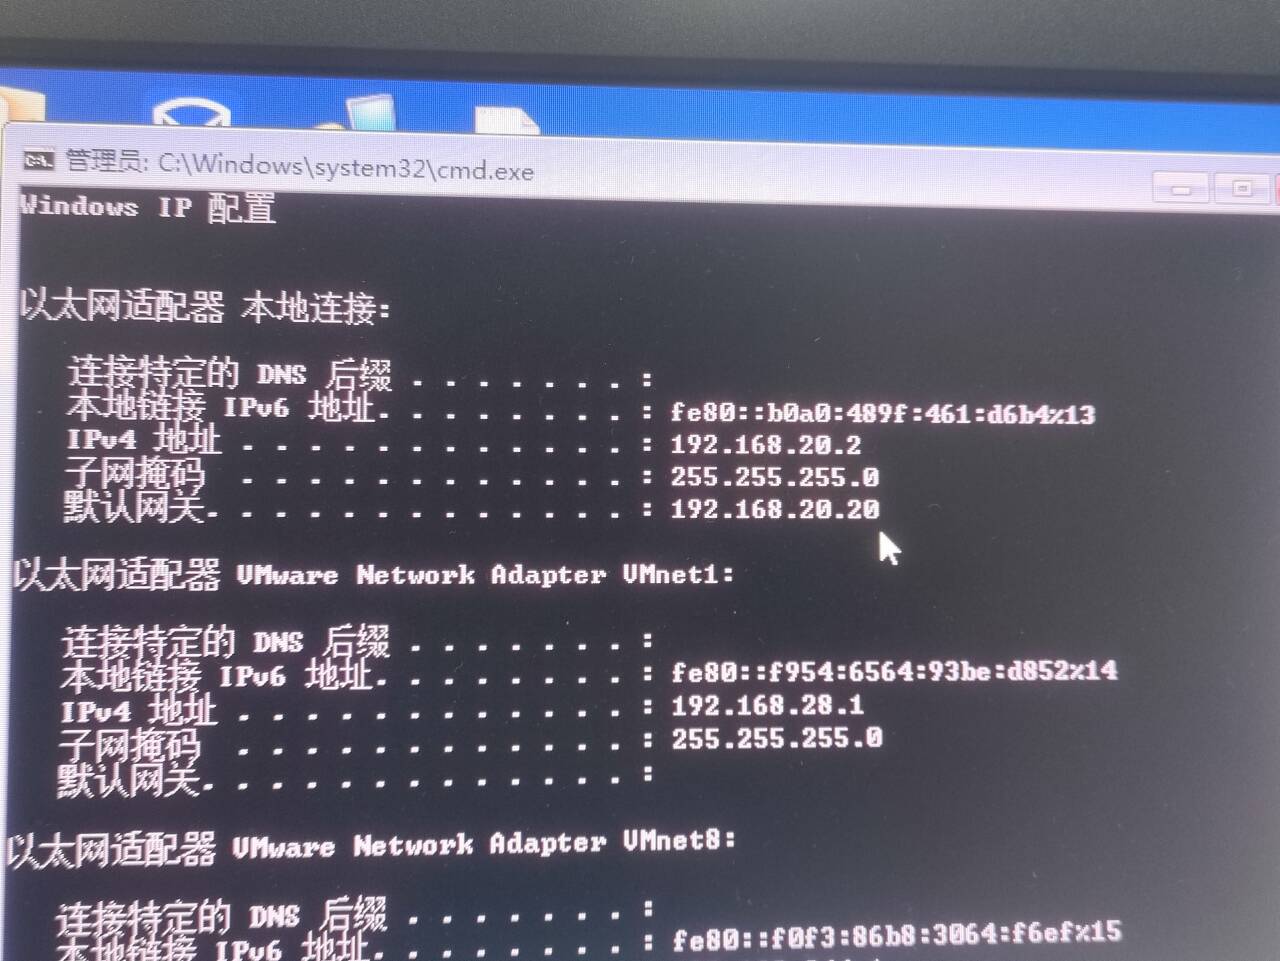 管理员: C:\Windows\system32\cmd.exe
Windows IP 配置
以太网适配器 本地连接:
连接特定的 DNS 后缀 . . . . . . . :
本地链接 IPv6 地址. . . . . . . . : fe80::b0a0:489f:461:d6b4%13
IPv4 地址 . . . . . . . . . . . . : 192.168.20.2
子网掩码 . . . . . . . . . . . . : 255.255.255.0
默认网关. . . . . . . . . . . . . : 192.168.20.20
以太网适配器 VMware Network Adapter VMnet1:
连接特定的 DNS 后缀 . . . . . . . :
本地链接 IPv6 地址. . . . . . . . : fe80::f954:6564:93be:d852%14
IPv4 地址 . . . . . . . . . . . . : 192.168.28.1
子网掩码 . . . . . . . . . . . . : 255.255.255.0
默认网关. . . . . . . . . . . . . :
以太网适配器 VMware Network Adapter VMnet8:
连接特定的 DNS 后缀 . . . . . . . :
本地链接 IPv6 地址. . . . . . . . : fe80::f0f3:86b8:3064:f6ef%15